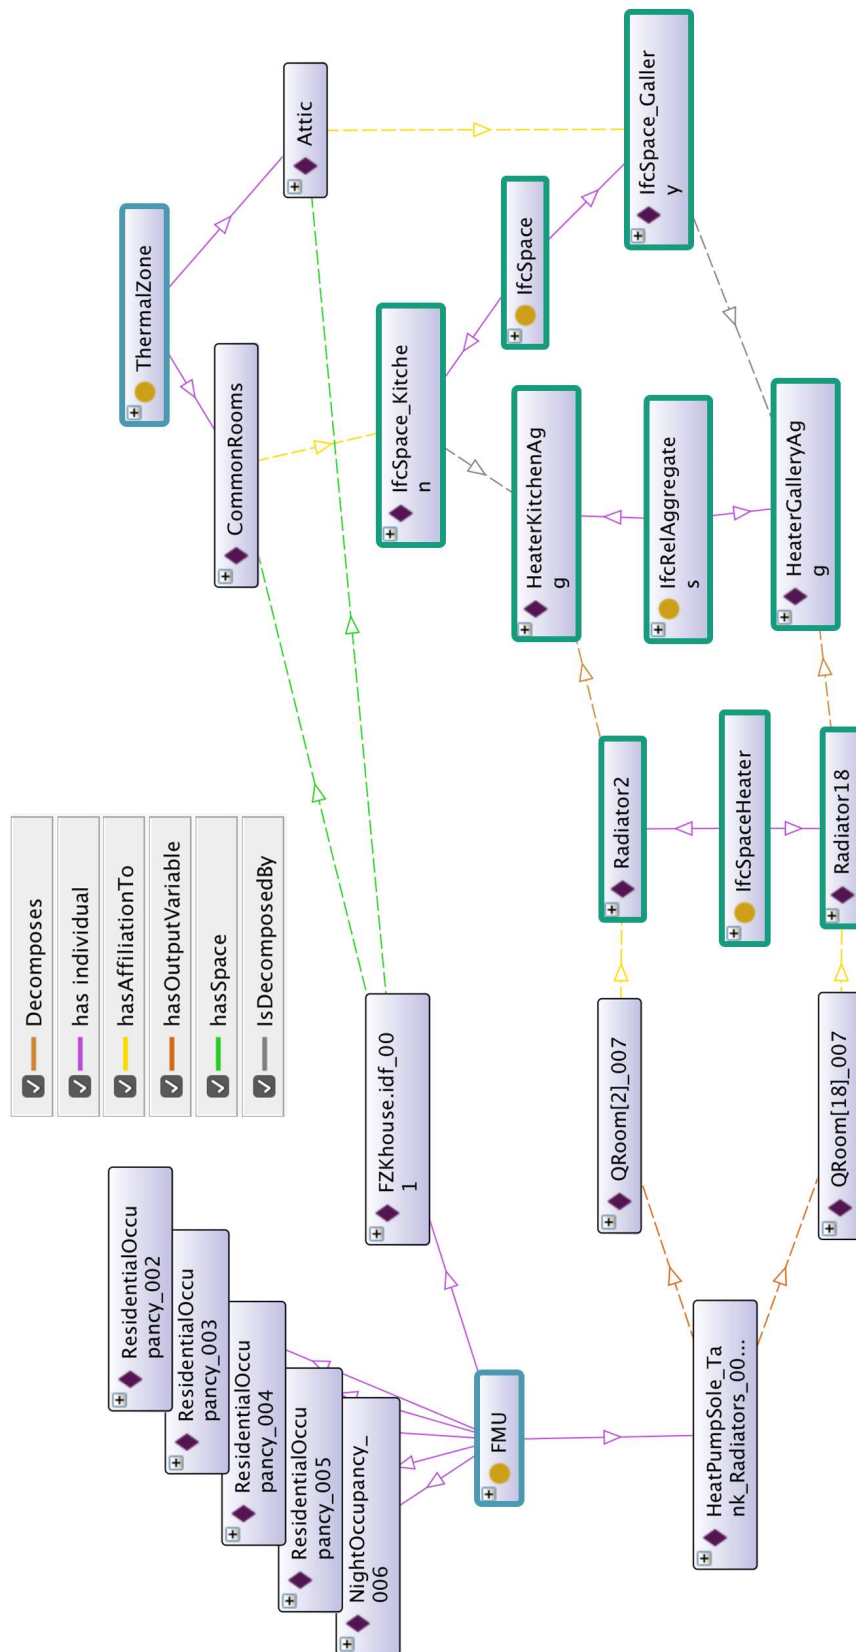 Decomposes
has individual
hasAffiliationTo
hasOutputVariable
hasSpace
IsDecomposedBy
ResidentialOccu
pancy_002
ResidentialOccu
pancy_003
ResidentialOccu
pancy_004
ResidentialOccu
pancy_005
NightOccupancy_
006
ThermalZone
CommonRooms
Attic
FZKhouse.idf_00
1
IfcSpace_Kitche
n
FMU
IfcSpace
HeaterKitchenAg
g
QRoom[2]_007
Radiator2
IfcSpace_Galler
y
IfcRelAggregate
s
HeatPumpSole_Ta
nk_Radiators_00...
IfcSpaceHeater
HeaterGalleryAg
g
QRoom[18]_007
Radiator18